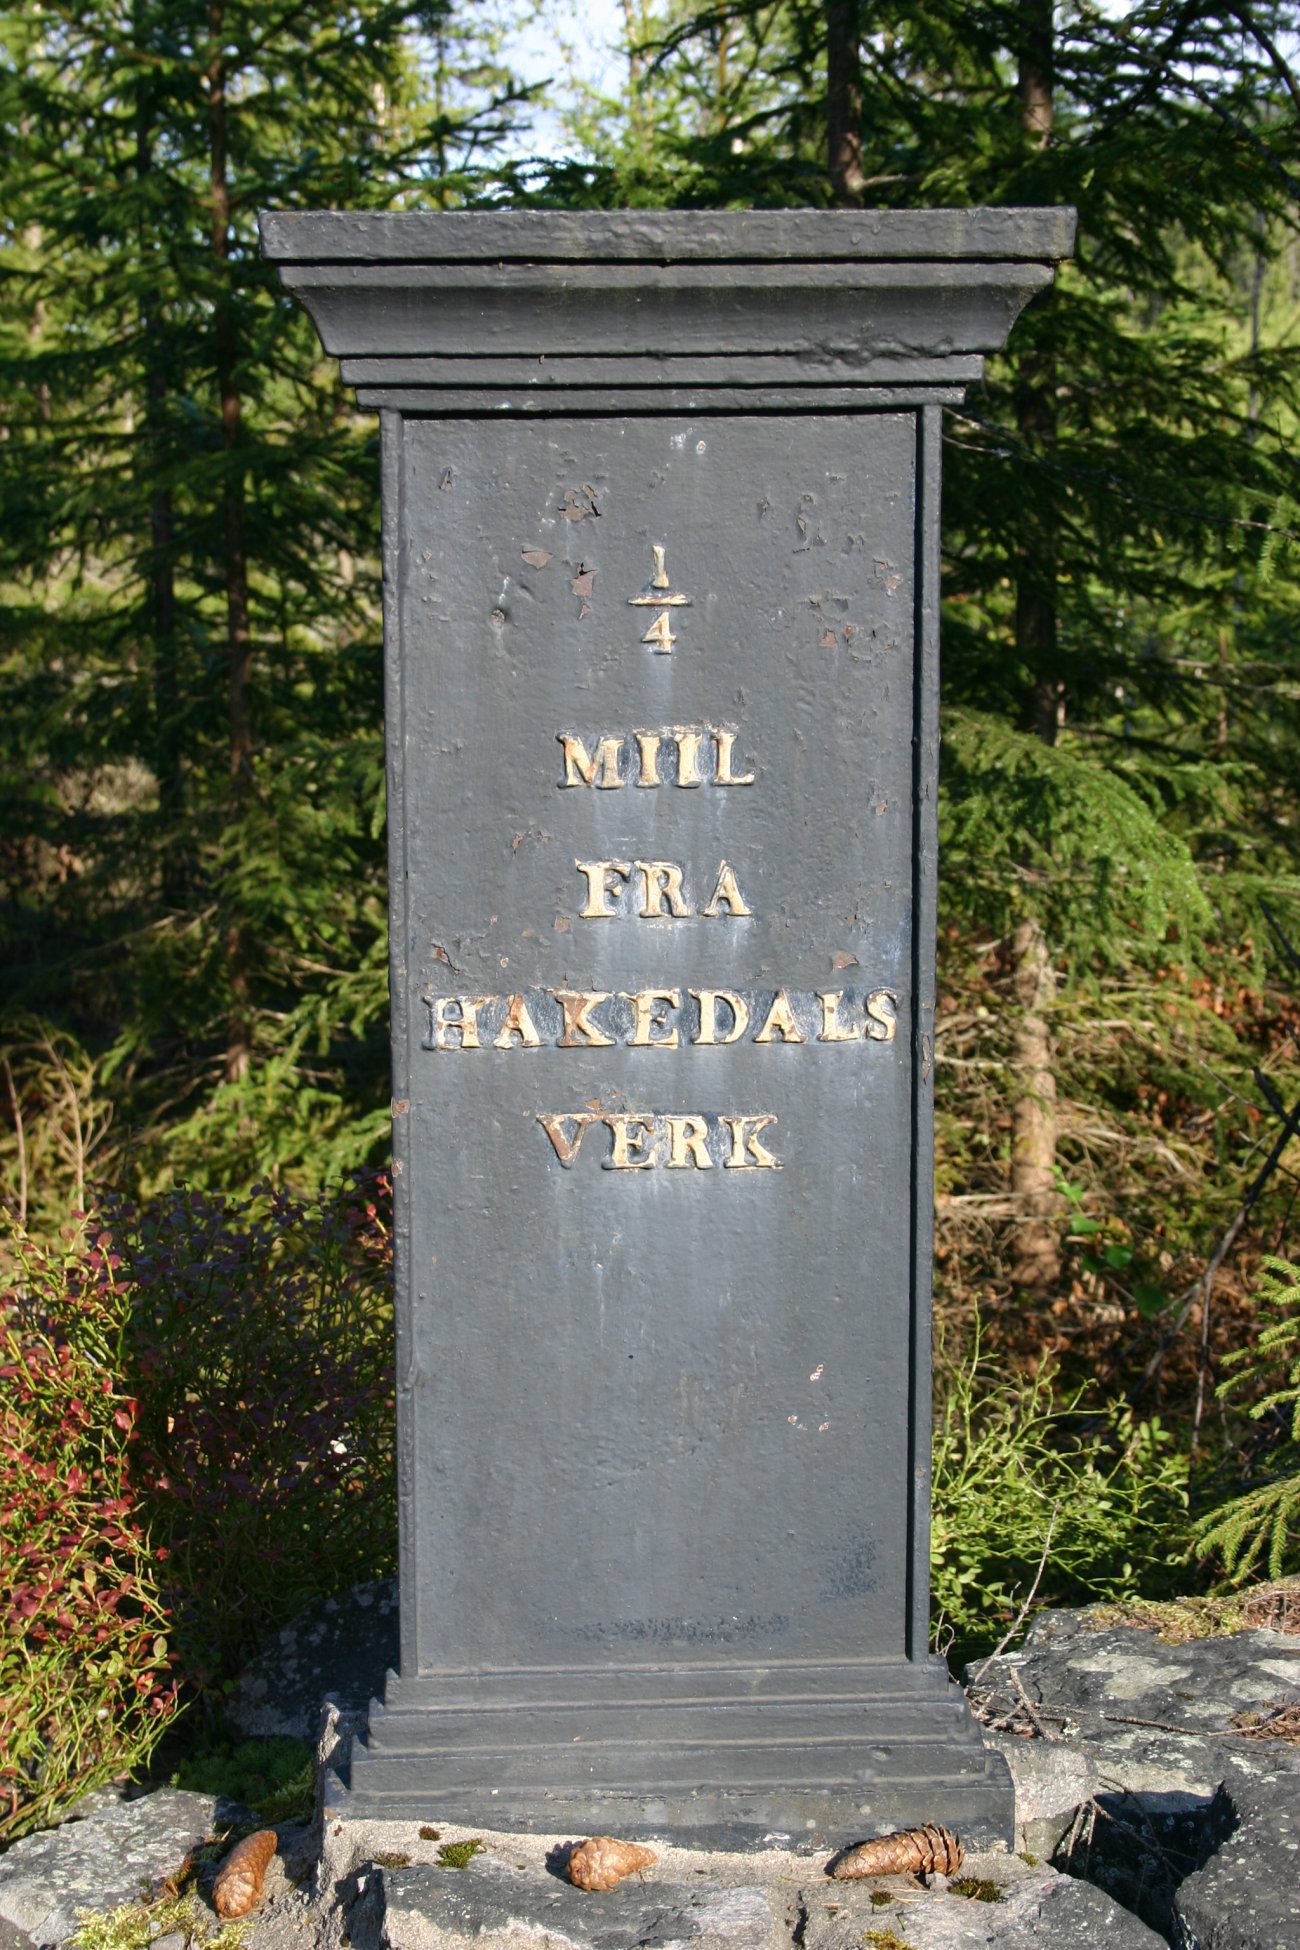 1/4
MIIL
FRA
HAKEDALS
VERK